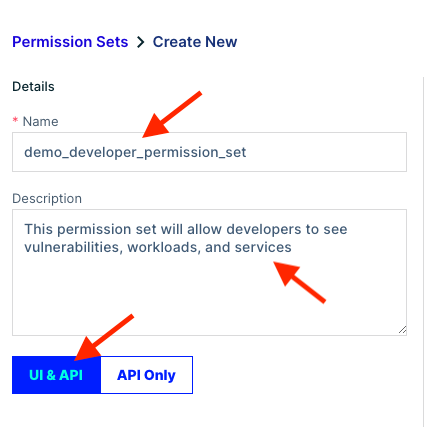 Permission Sets > Create New
Details
* Name
demo_developer_permission_set
Description
This permission set will allow developers to see
vulnerabilities, workloads, and services
UI & API API Only